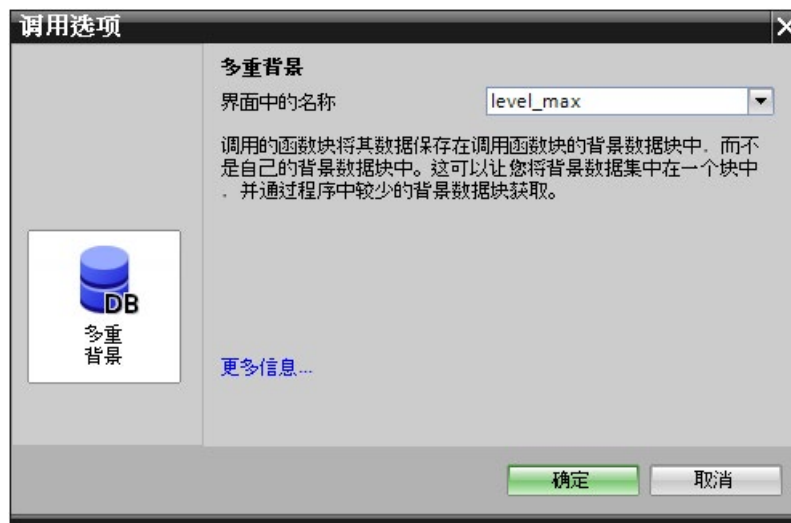 调用选项
多重背景
界面中的名称 level_max
调用的函数块将其数据保存在调用函数块的背景数据块中，而不
是自己的背景数据块中。这可以让您将背景数据集中在一个块中
，并通过程序中较少的背景数据块获取。
DB
多重
背景
更多信息...
确定 取消